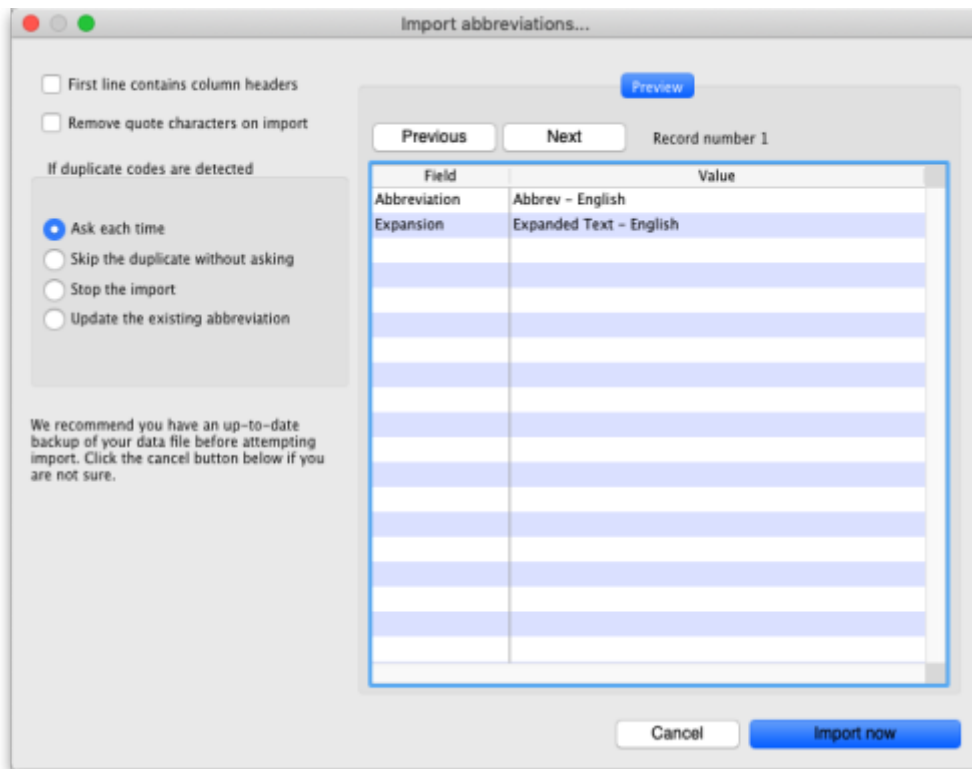 Import abbreviations...
First line contains column headers
Remove quote characters on import
If duplicate codes are detected
Ask each time
Skip the duplicate without asking
Stop the import
Update the existing abbreviation
We recommend you have an up-to-date
backup of your data file before attempting
import. Click the cancel button below if you
are not sure.
Preview
Previous Next Record number 1
Field Value
Abbreviation Abbrev - English
Expansion Expanded Text - English
Cancel Import now